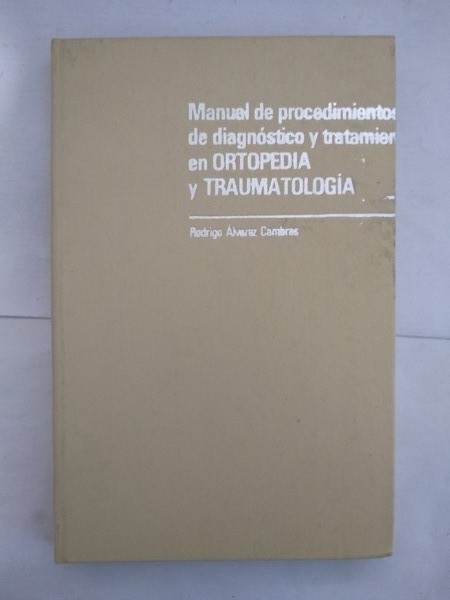 Manual de procedimientos
de diagnóstico y tratamien
en ORTOPEDIA
y TRAUMATOLOGÍA
Rodrigo Álvarez Cambras